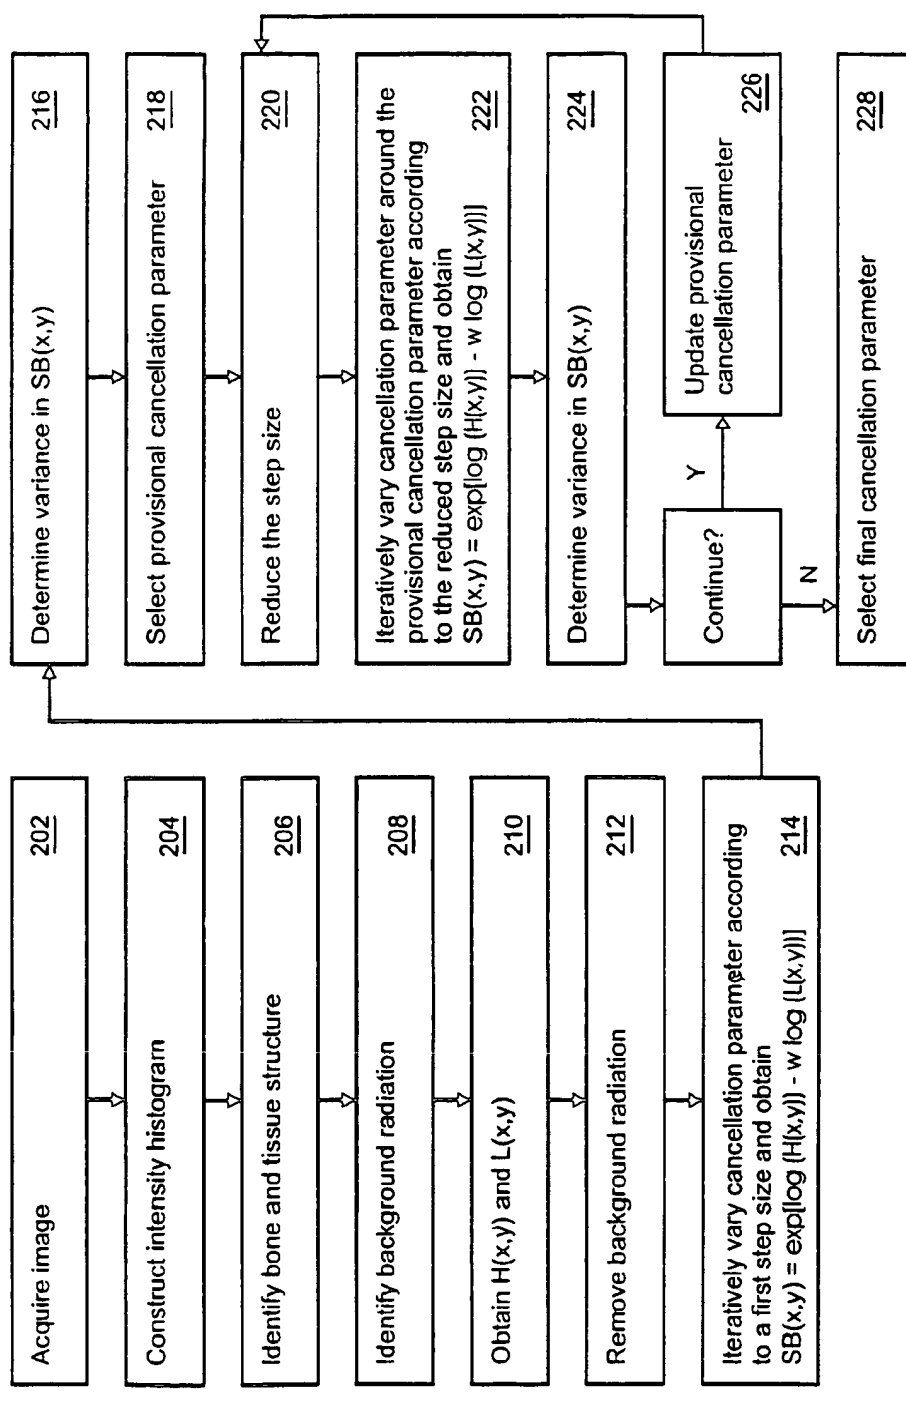 Acquire image 202
Construct intensity histogram 204
Identify bone and tissue structure 206
Identify background radiation 208
Obtain H(x,y) and L(x,y) 210
Remove background radiation 212
Iteratively vary cancellation parameter according
to a first step size and obtain
SB(x,y) = exp[log (H(x,y)) - w log (L(x,y))] 214
Determine variance in SB(x,y) 216
Select provisional cancellation parameter 218
Reduce the step size 220
Iteratively vary cancellation parameter around the
provisional cancellation parameter according
to the reduced step size and obtain
SB(x,y) = exp[log (H(x,y)) - w log (L(x,y))] 222
Determine variance in SB(x,y) 224
Continue?
Y
N
Update provisional
cancellation parameter 226
Select final cancellation parameter 228